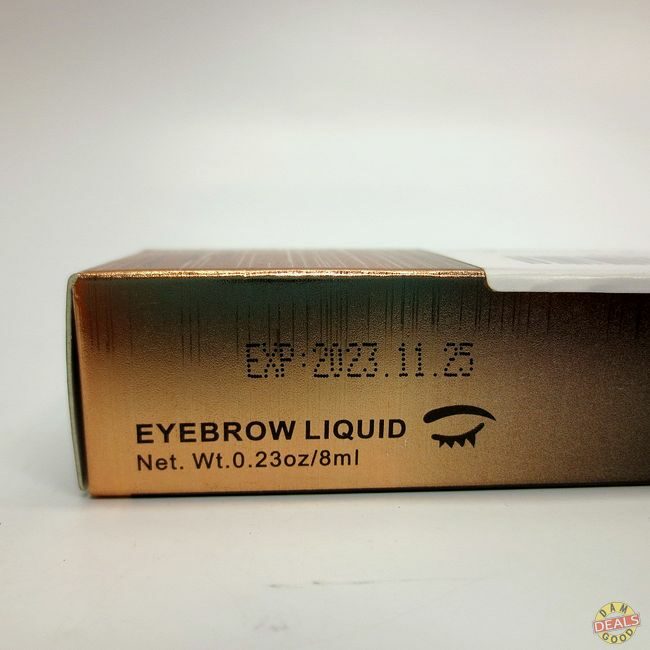 EXP:2023.11.25
EYEBROW LIQUID
Net. Wt.0.23oz/8ml
DAM
DEALS
GOOD